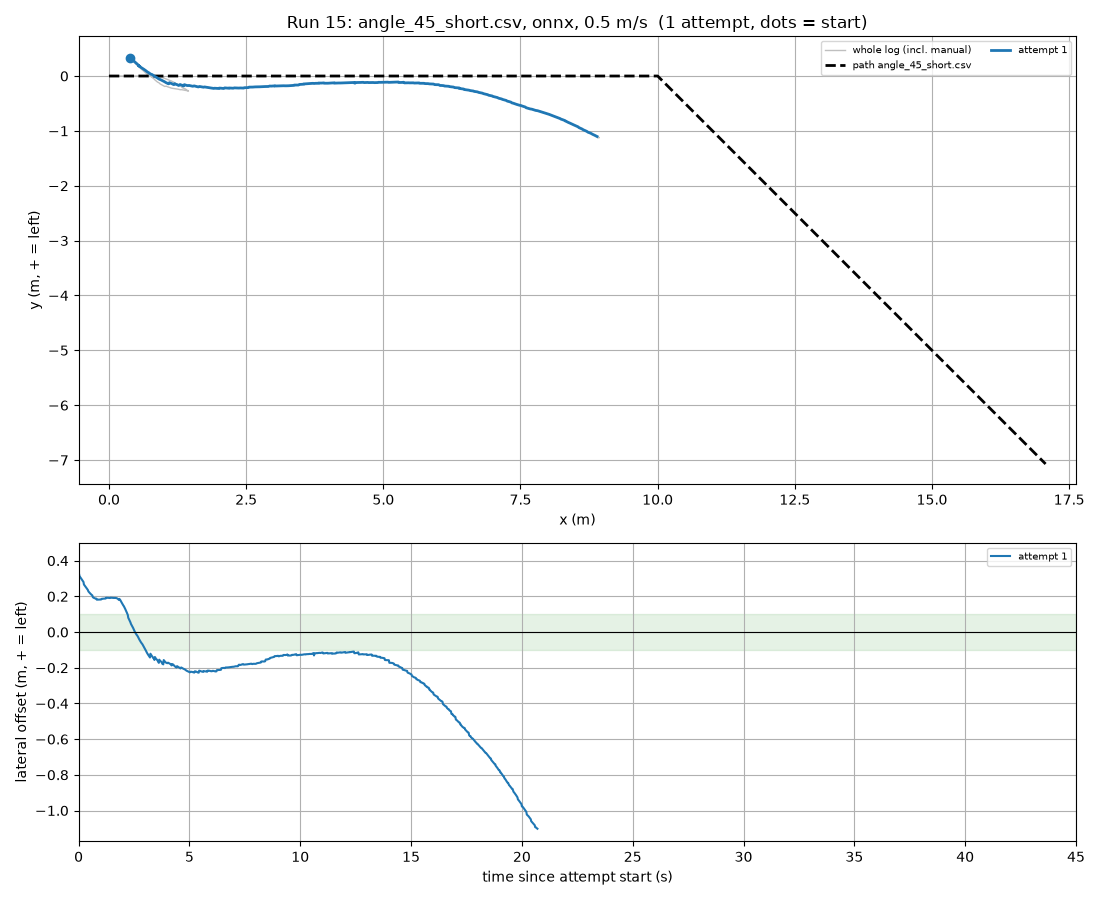 Run 15: angle_45_short.csv, onnx, 0.5 m/s  (1 attempt, dots = start)
whole log (incl. manual)
path angle_45_short.csv
attempt 1
y (m, + = left)
0
−1
−2
−3
−4
−5
−6
−7
0.0 2.5 5.0 7.5 10.0 12.5 15.0 17.5
x (m)
attempt 1
lateral offset (m, + = left)
0.4
0.2
0.0
−0.2
−0.4
−0.6
−0.8
−1.0
0 5 10 15 20 25 30 35 40 45
time since attempt start (s)